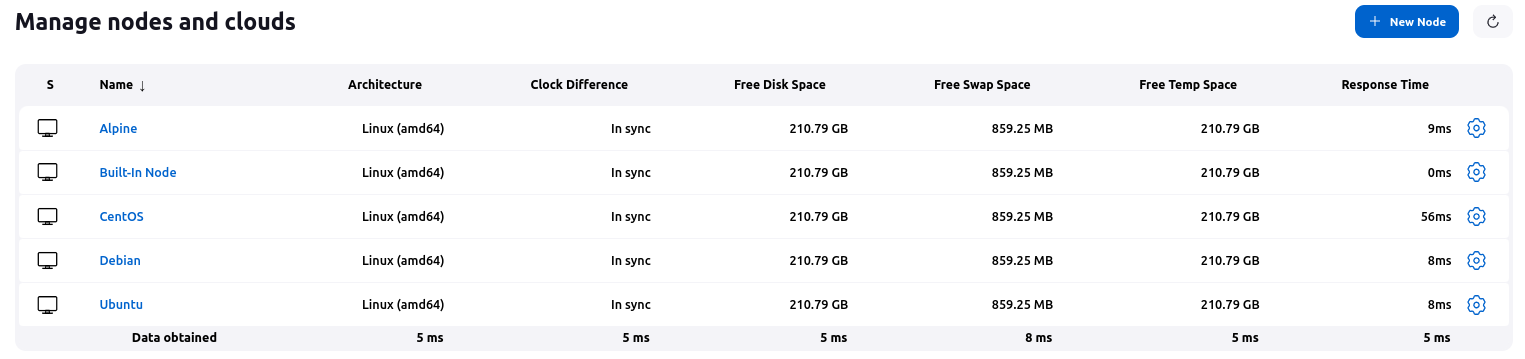 Manage nodes and clouds
+ New Node
S Name ↓ Architecture Clock Difference Free Disk Space Free Swap Space Free Temp Space Response Time
Alpine Linux (amd64) In sync 210.79 GB 859.25 MB 210.79 GB 9ms
Built-In Node Linux (amd64) In sync 210.79 GB 859.25 MB 210.79 GB 0ms
CentOS Linux (amd64) In sync 210.79 GB 859.25 MB 210.79 GB 56ms
Debian Linux (amd64) In sync 210.79 GB 859.25 MB 210.79 GB 8ms
Ubuntu Linux (amd64) In sync 210.79 GB 859.25 MB 210.79 GB 8ms
Data obtained 5 ms 5 ms 5 ms 8 ms 5 ms 5 ms